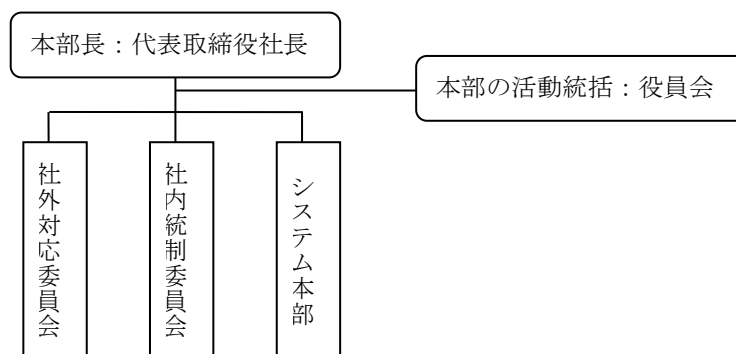 本部長：代表取締役社長
本部の活動統括：役員会
社外対応委員会
社内統制委員会
システム本部